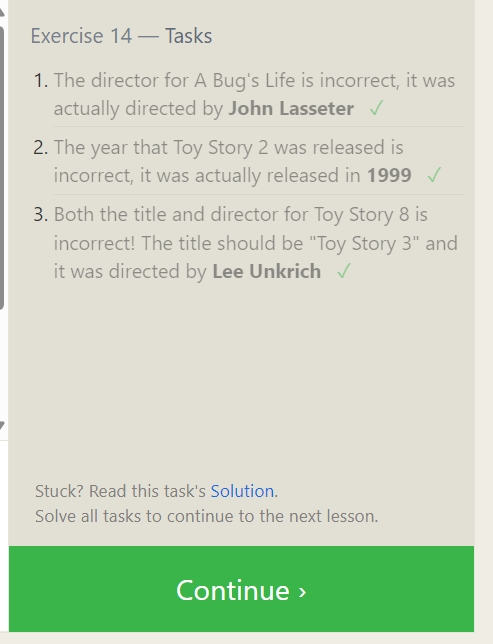 Exercise 14 — Tasks
1. The director for A Bug's Life is incorrect, it was
actually directed by John Lasseter ✓
2. The year that Toy Story 2 was released is
incorrect, it was actually released in 1999 ✓
3. Both the title and director for Toy Story 8 is
incorrect! The title should be "Toy Story 3" and
it was directed by Lee Unkrich ✓
Stuck? Read this task's Solution.
Solve all tasks to continue to the next lesson.
Continue ›